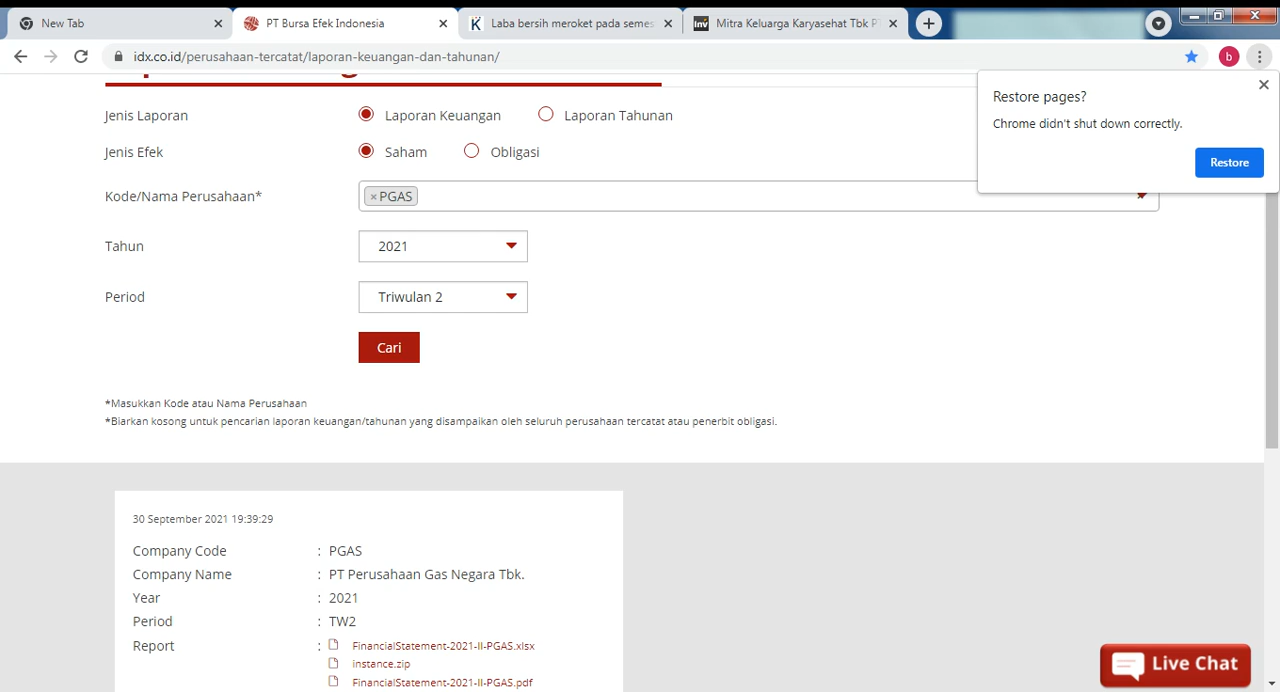 New Tab
PT Bursa Efek Indonesia
Laba bersih meroket pada semes
Mitra Keluarga Karyasehat Tbk P
idx.co.id/perusahaan-tercatat/laporan-keuangan-dan-tahunan/
b
Restore pages?
Chrome didn't shut down correctly.
Restore
Jenis Laporan
Laporan Keuangan
Laporan Tahunan
Jenis Efek
Saham
Obligasi
Kode/Nama Perusahaan*
× PGAS
Tahun
2021
Period
Triwulan 2
Cari
*Masukkan Kode atau Nama Perusahaan
*Biarkan kosong untuk pencarian laporan keuangan/tahunan yang disampaikan oleh seluruh perusahaan tercatat atau penerbit obligasi.
30 September 2021 19:39:29
Company Code : PGAS
Company Name : PT Perusahaan Gas Negara Tbk.
Year : 2021
Period : TW2
Report : FinancialStatement-2021-II-PGAS.xlsx
instance.zip
FinancialStatement-2021-II-PGAS.pdf
Live Chat